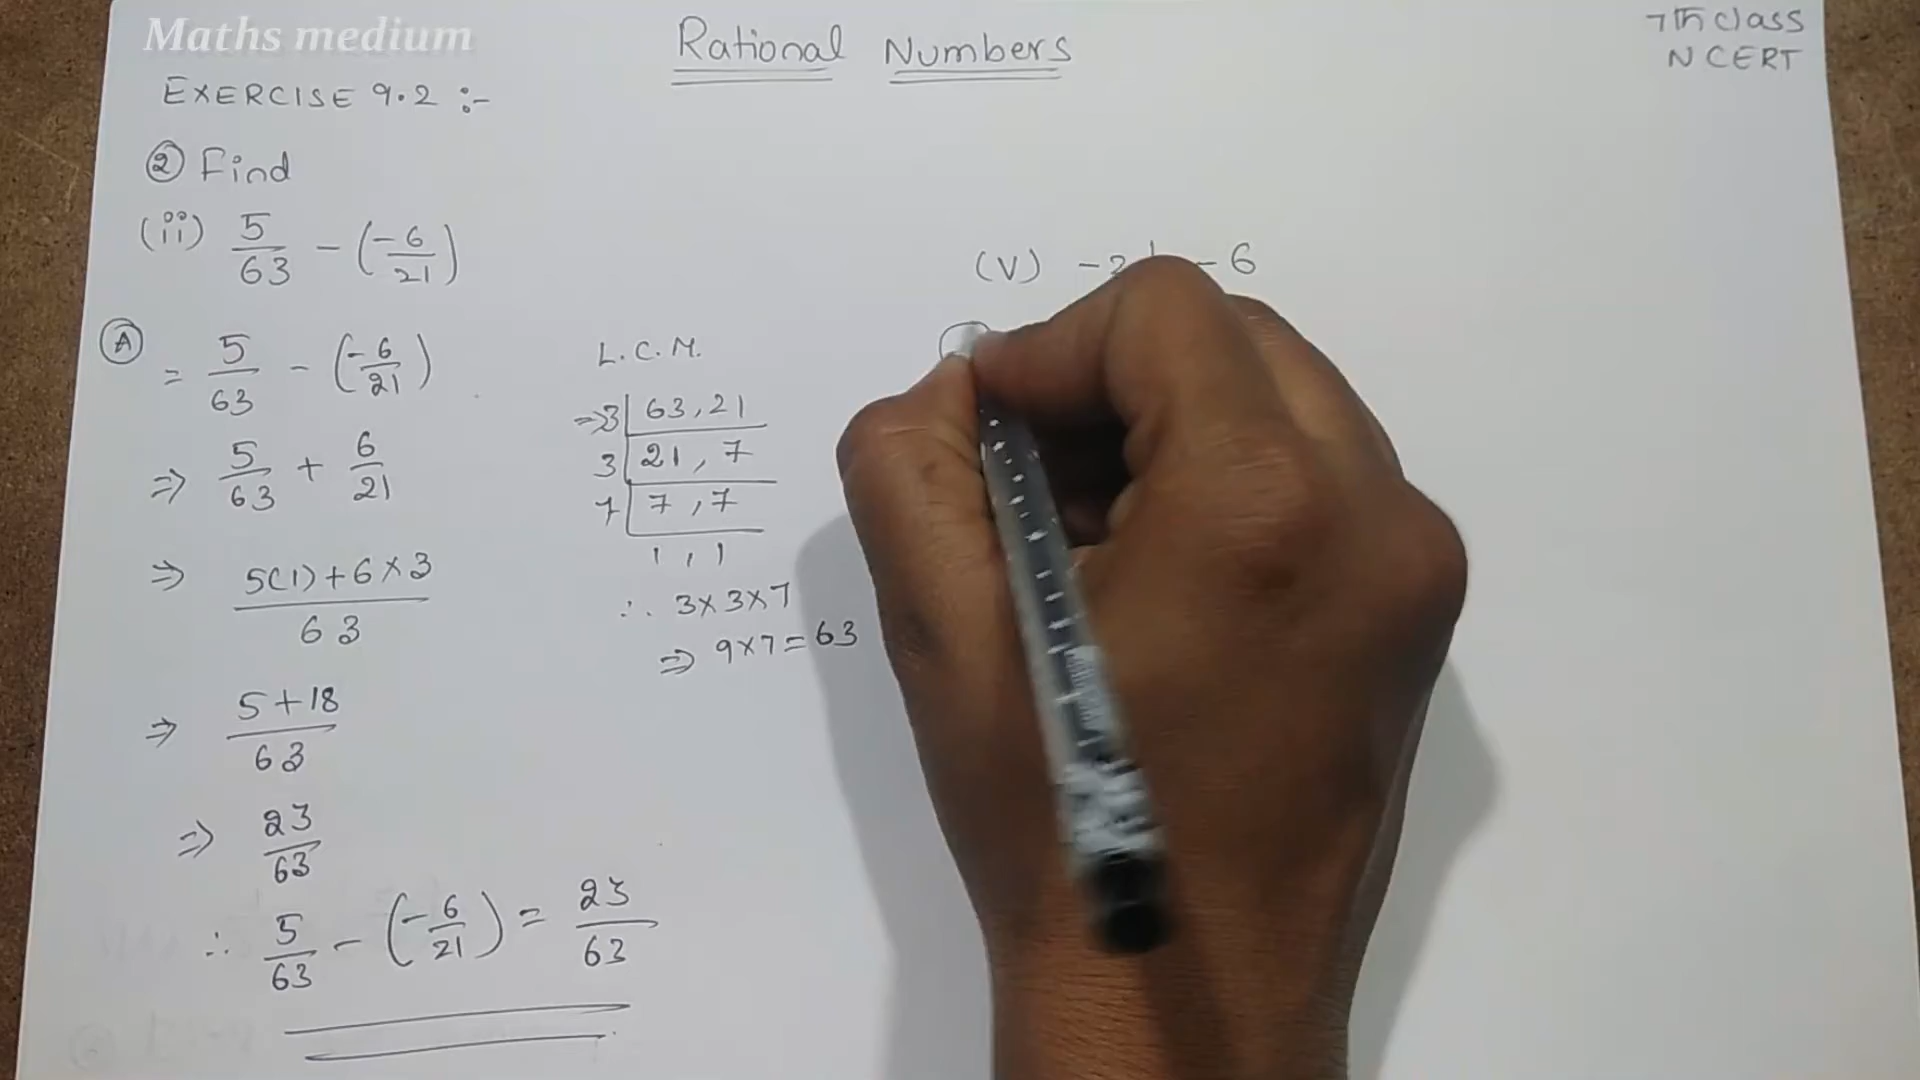 Maths medium
Rational Numbers
7th class
NCERT
EXERCISE 9.2 :-
② Find
(ii) 5/63 - (-6/21)
Ⓐ = 5/63 - (-6/21)
⇒ 5/63 + 6/21
⇒ 5(1)+6×3/63
⇒ 5+18/63
⇒ 23/63
∴ 5/63 - (-6/21) = 23/63
L.C.M.
⇒3| 63, 21
3| 21, 7
7| 7, 7
1, 1
∴ 3×3×7
⇒ 9×7=63
(V) -2 - 6